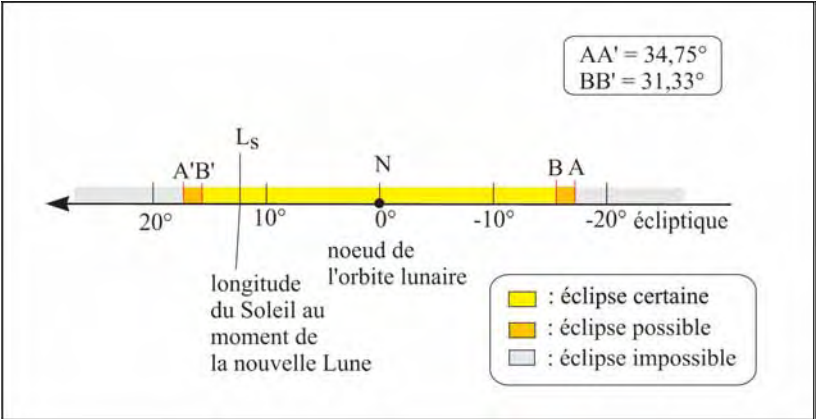 AA' = 34,75°
BB' = 31,33°
Ls
A'B'
N
B A
20°
10°
0°
-10°
-20° écliptique
noeud de
l'orbite lunaire
longitude
du Soleil au
moment de
la nouvelle Lune
: éclipse certaine
: éclipse possible
: éclipse impossible